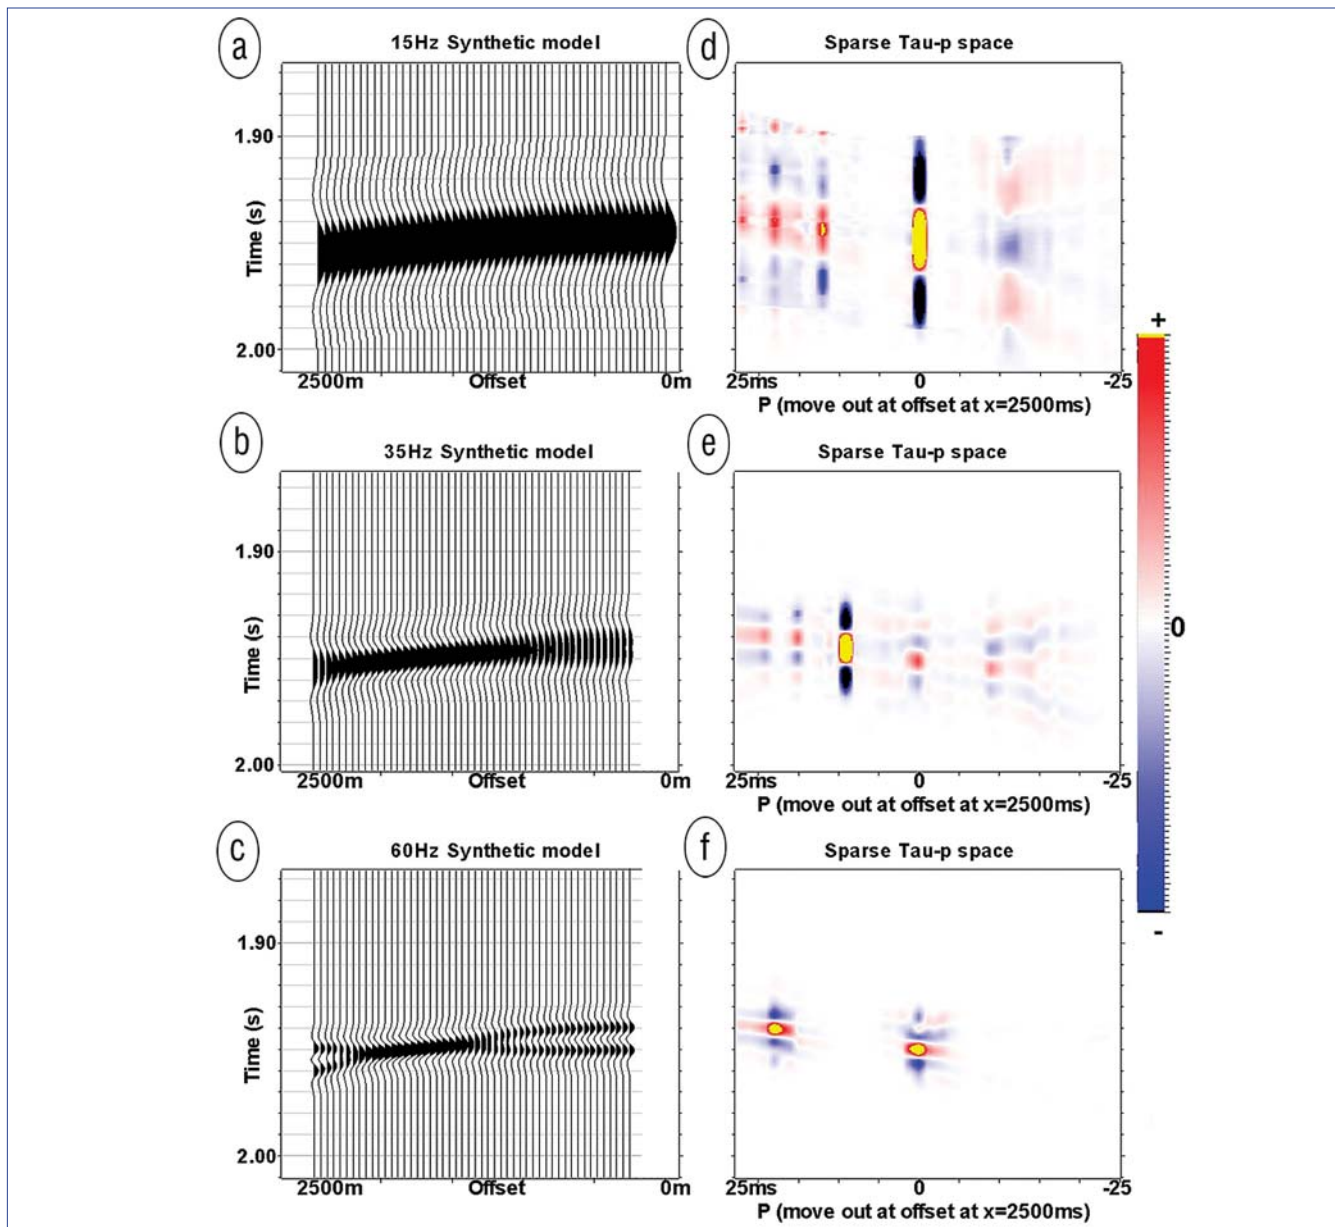 a
15Hz Synthetic model
1.90
Time (s)
2.00
2500m Offset 0m
d
Sparse Tau-p space
25ms 0 -25
P (move out at offset at x=2500ms)
b
35Hz Synthetic model
1.90
Time (s)
2.00
2500m Offset 0m
e
Sparse Tau-p space
25ms 0 -25
P (move out at offset at x=2500ms)
c
60Hz Synthetic model
1.90
Time (s)
2.00
2500m Offset 0m
f
Sparse Tau-p space
25ms 0 -25
P (move out at offset at x=2500ms)
+
0
-